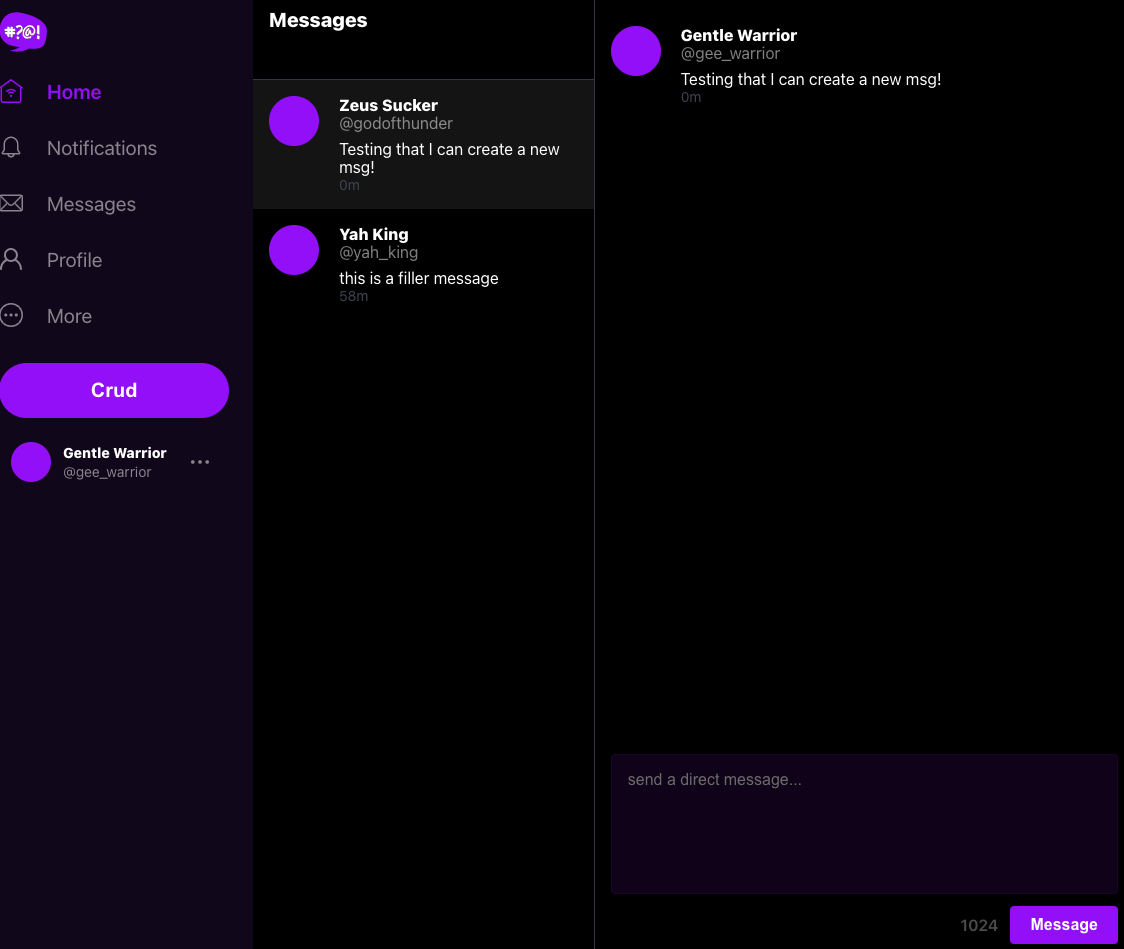 #?@!
Home
Notifications
Messages
Profile
More
Crud
Gentle Warrior
@gee_warrior
Messages
Zeus Sucker
@godofthunder
Testing that I can create a new
msg!
0m
Yah King
@yah_king
this is a filler message
58m
Gentle Warrior
@gee_warrior
Testing that I can create a new msg!
0m
send a direct message...
1024
Message